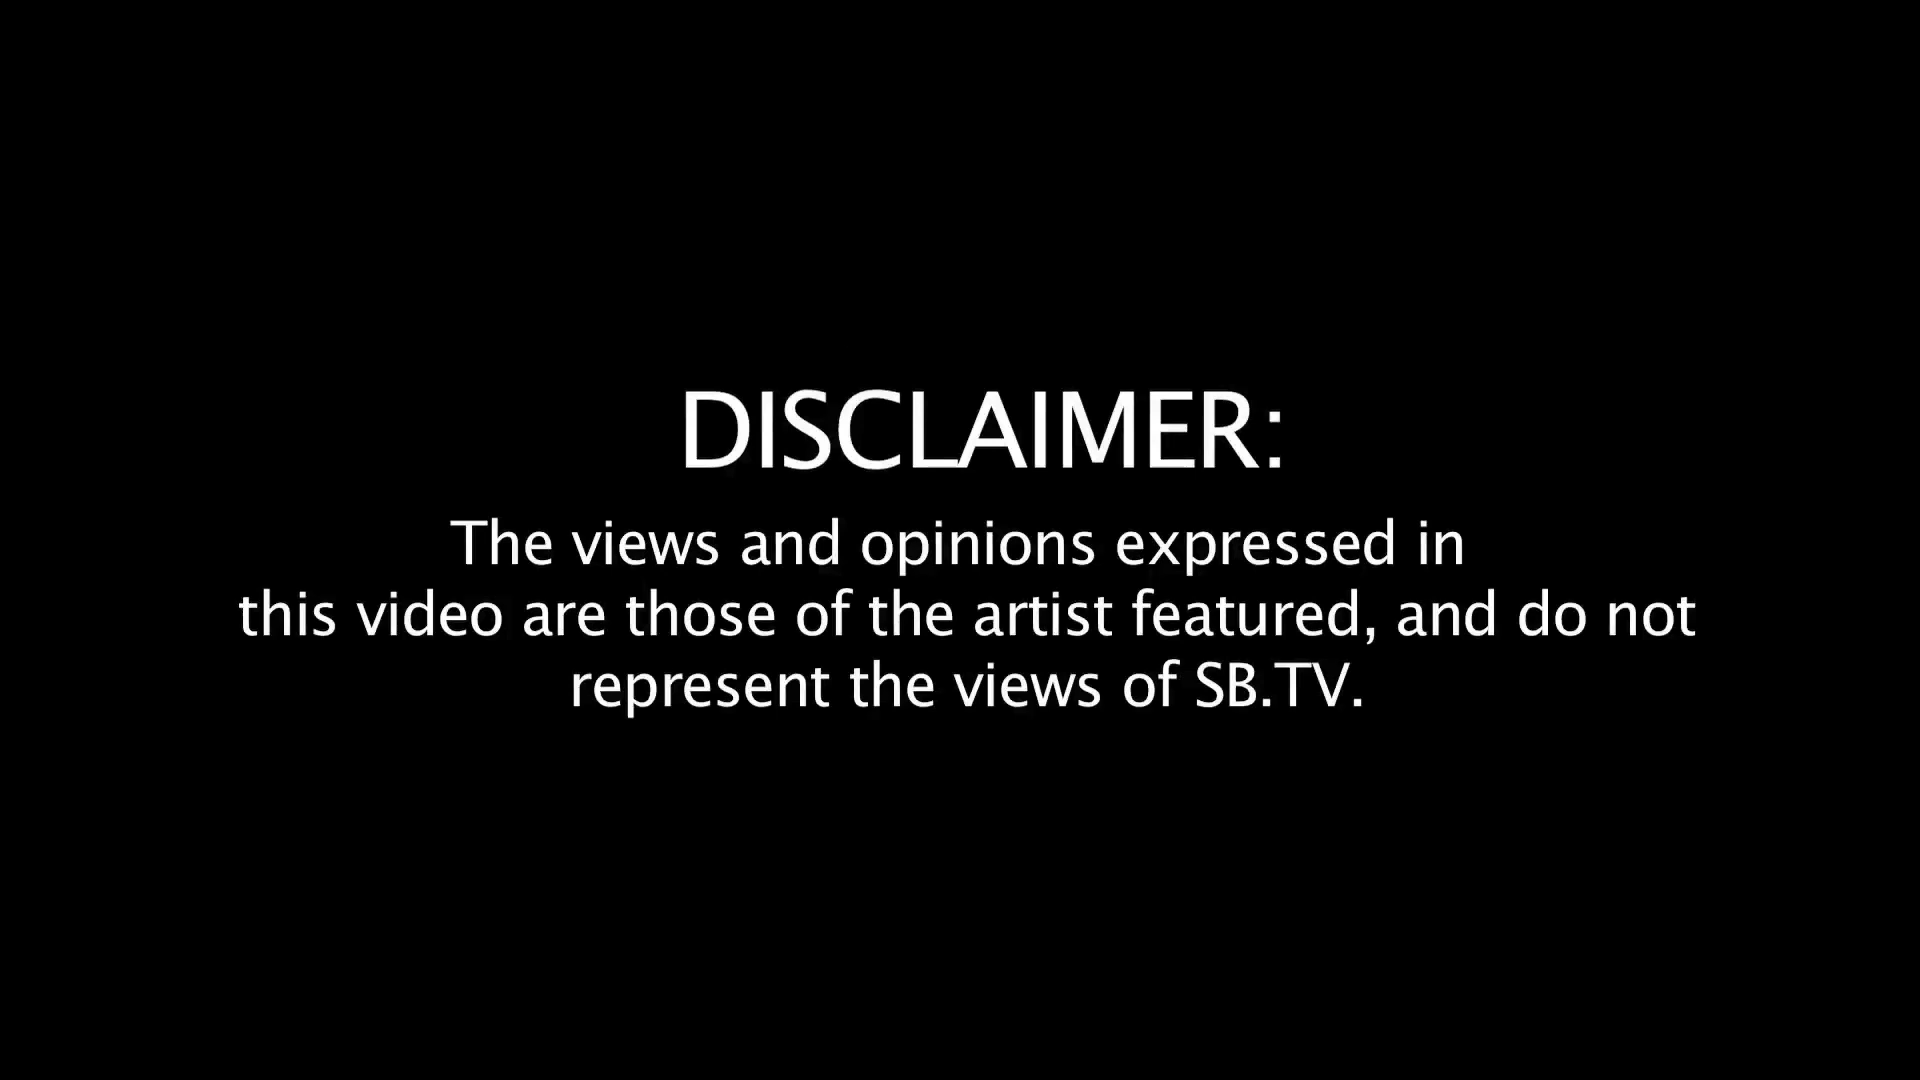 DISCLAIMER:
The views and opinions expressed in
this video are those of the artist featured, and do not
represent the views of SB.TV.